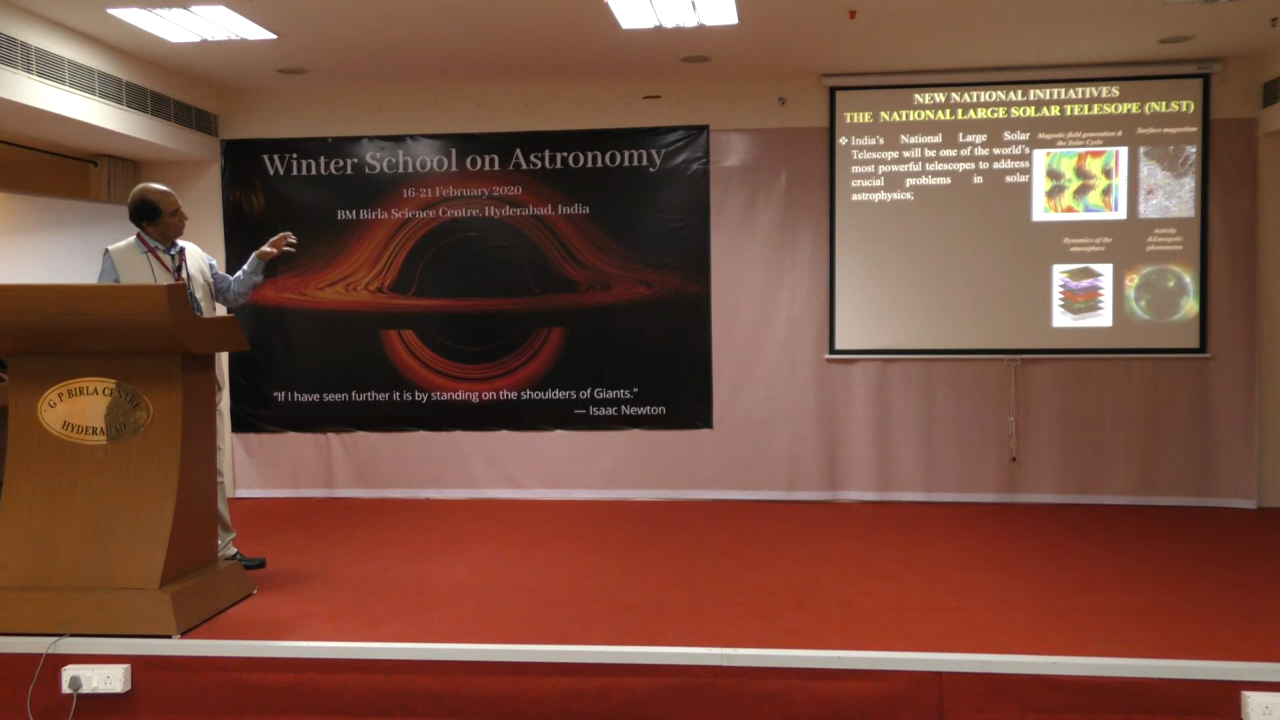 Winter School on Astronomy
16-21 February 2020
BM Birla Science Centre, Hyderabad, India
“If I have seen further it is by standing on the shoulders of Giants.”
— Isaac Newton
G P BIRLA CENTRE
HYDERABAD
NEW NATIONAL INITIATIVES
THE NATIONAL LARGE SOLAR TELESOPE (NLST)
❖ India’s National Large Solar
Telescope will be one of the world’s
most powerful telescopes to address
crucial problems in solar
astrophysics;
Magnetic field generation &
the Solar Cycle
Surface magnetism
Dynamics of the
atmosphere
Activity
&Energetic
phenomena